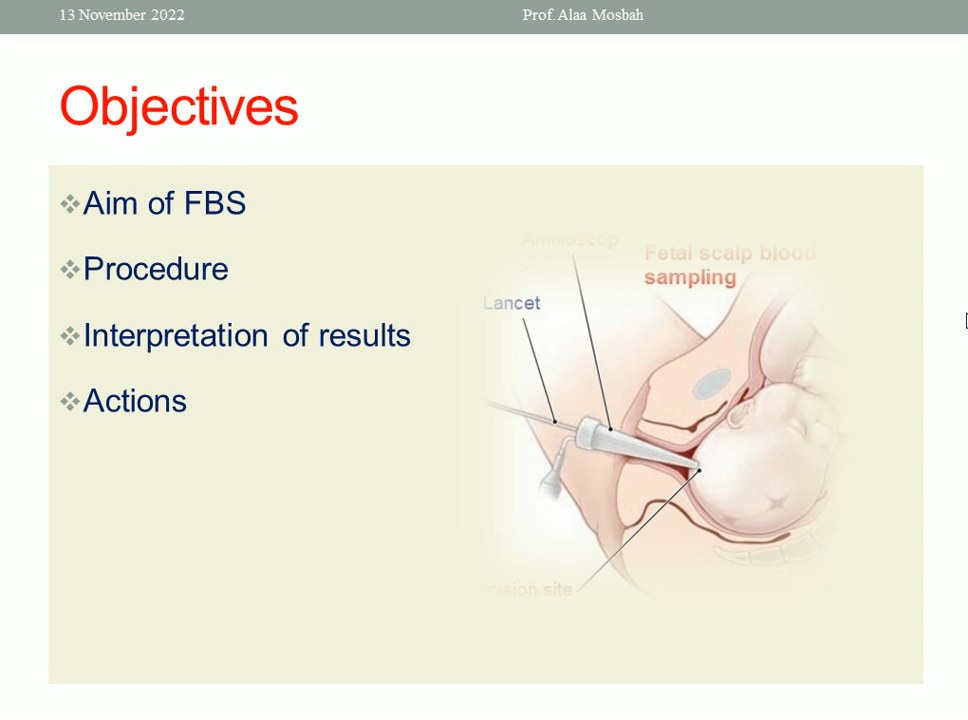 13 November 2022
Prof. Alaa Mosbah
Objectives
Aim of FBS
Procedure
Interpretation of results
Actions
Amnioscop
Fetal scalp blood
sampling
Lancet
site